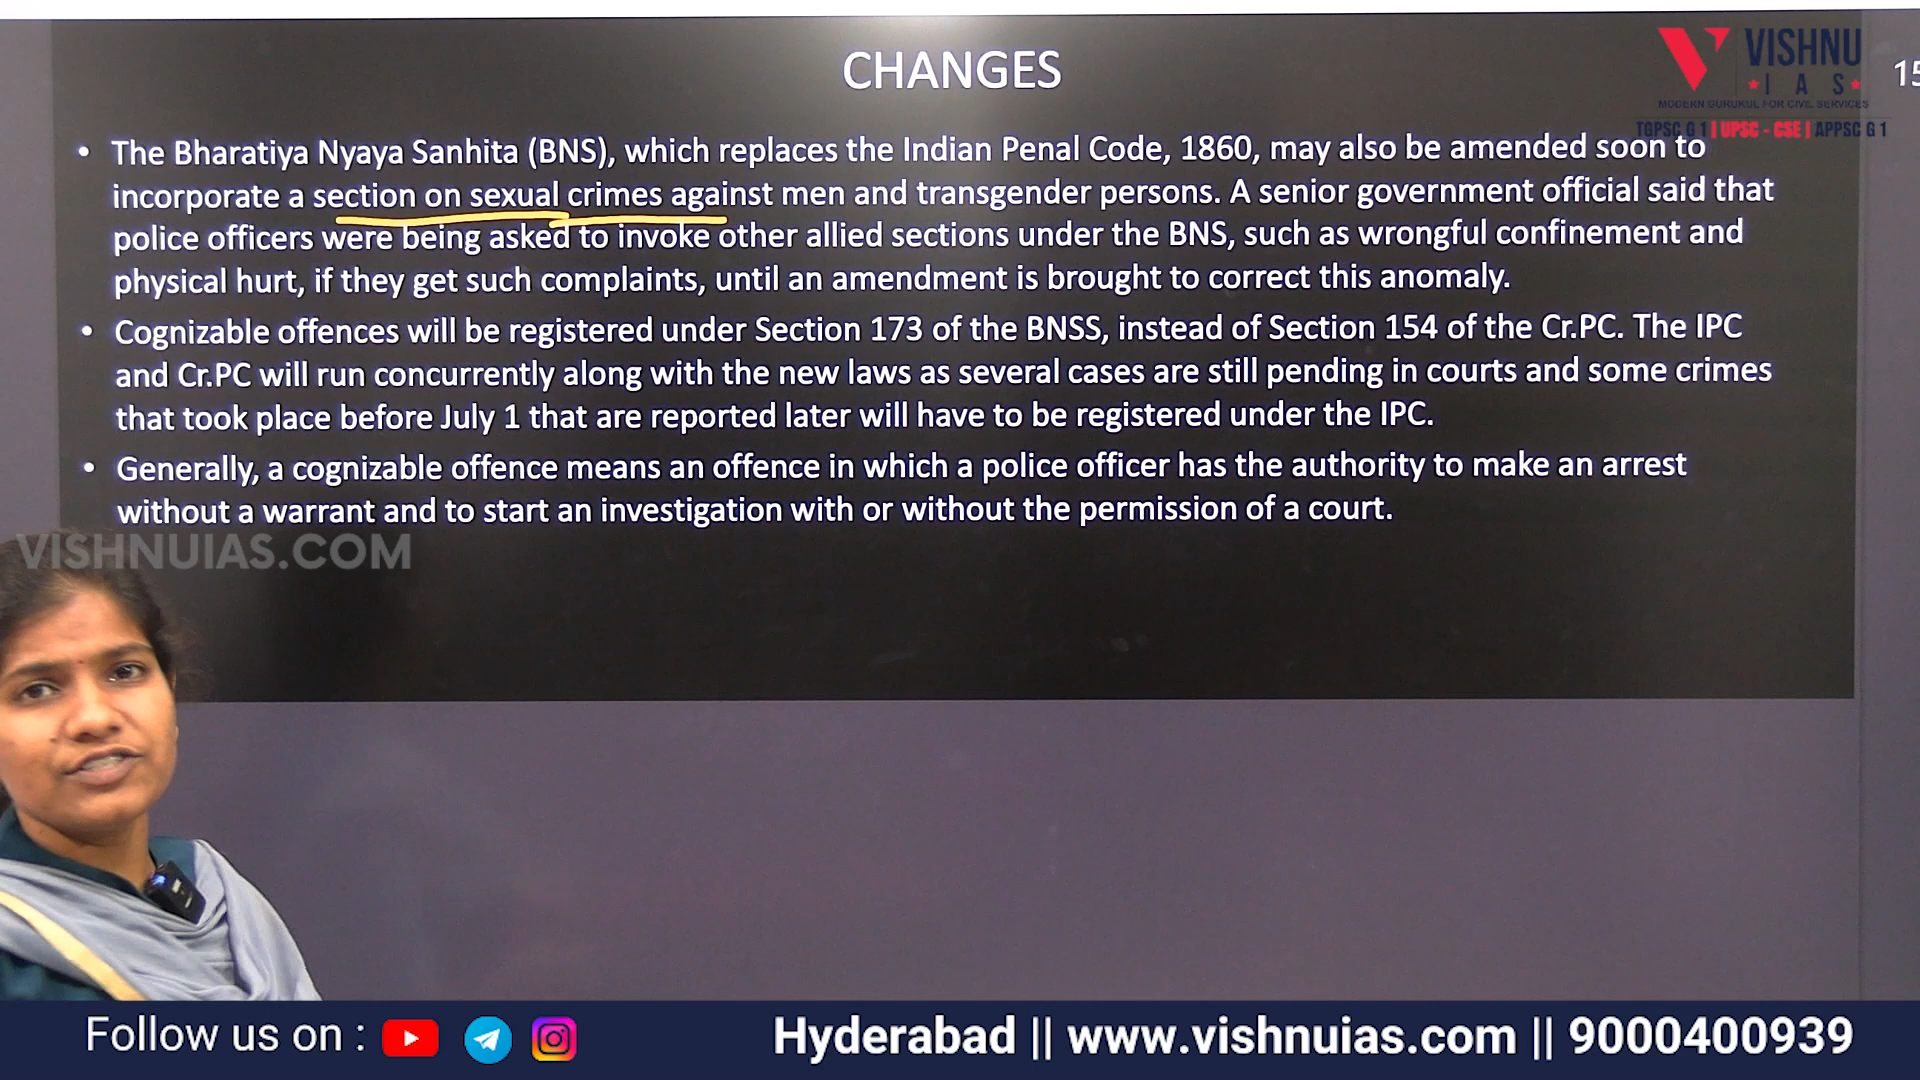 CHANGES
VISHNU
IAS
MODERN GURUKUL FOR CIVIL SERVICES
TGPSC G 1 | UPSC - CSE | APPSC G 1
15
• The Bharatiya Nyaya Sanhita (BNS), which replaces the Indian Penal Code, 1860, may also be amended soon to
incorporate a section on sexual crimes against men and transgender persons. A senior government official said that
police officers were being asked to invoke other allied sections under the BNS, such as wrongful confinement and
physical hurt, if they get such complaints, until an amendment is brought to correct this anomaly.
• Cognizable offences will be registered under Section 173 of the BNSS, instead of Section 154 of the Cr.PC. The IPC
and Cr.PC will run concurrently along with the new laws as several cases are still pending in courts and some crimes
that took place before July 1 that are reported later will have to be registered under the IPC.
• Generally, a cognizable offence means an offence in which a police officer has the authority to make an arrest
without a warrant and to start an investigation with or without the permission of a court.
VISHNUIAS.COM
Follow us on :
Hyderabad || www.vishnuias.com || 9000400939